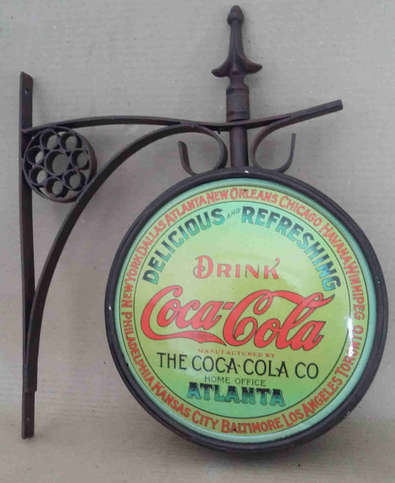 NEW YORK DALLAS ATLANTA NEW ORLEANS CHICAGO HAVANA WINNIPEG
DELICIOUS AND REFRESHING
DRINK
Coca-Cola
MANUFACTURED BY
THE COCA-COLA CO
HOME OFFICE
ATLANTA
PHILADELPHIA KANSAS CITY BALTIMORE LOS ANGELES TORONTO